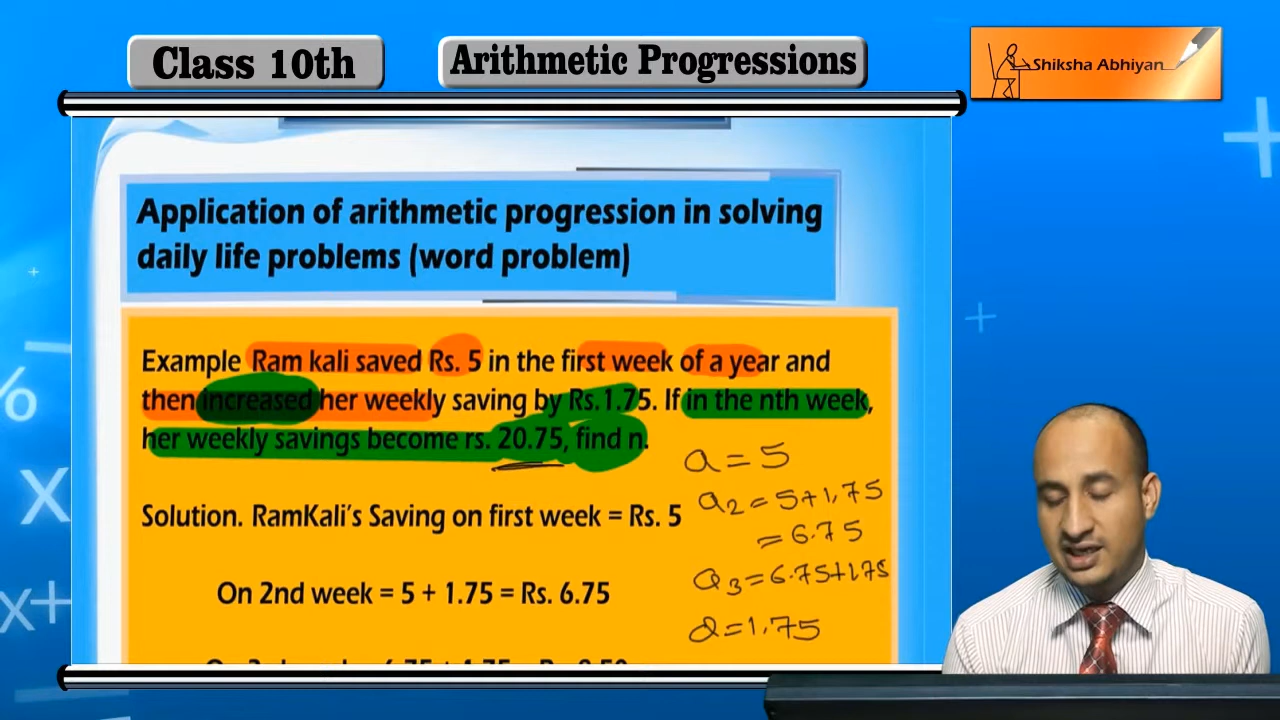 Class 10th
Arithmetic Progressions
Shiksha Abhiyan
Application of arithmetic progression in solving
daily life problems (word problem)
Example Ram kali saved Rs. 5 in the first week of a year and
then increased her weekly saving by Rs.1.75. If in the nth week,
her weekly savings become rs. 20.75, find n.
a = 5
a2 = 5+1.75
= 6.75
a3 = 6.75+1.75
d = 1.75
Solution. RamKali's Saving on first week = Rs. 5
On 2nd week = 5 + 1.75 = Rs. 6.75